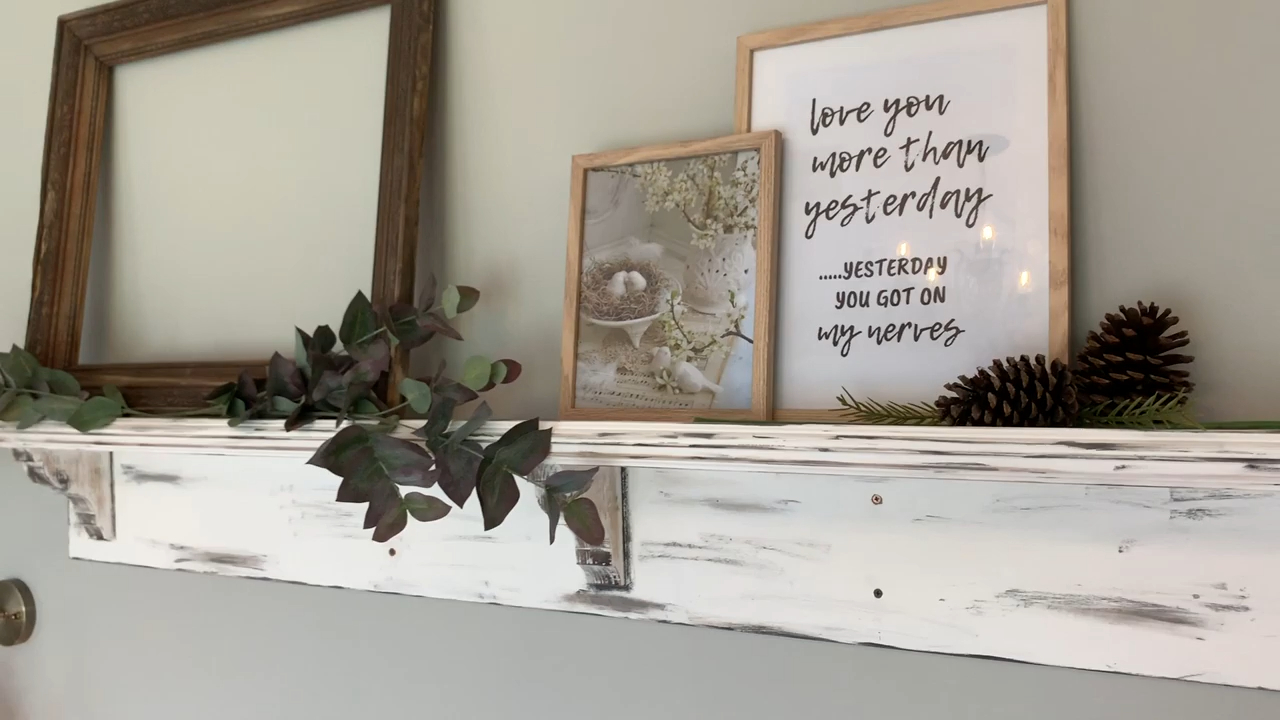 love you
more than
yesterday
.....YESTERDAY
YOU GOT ON
my nerves